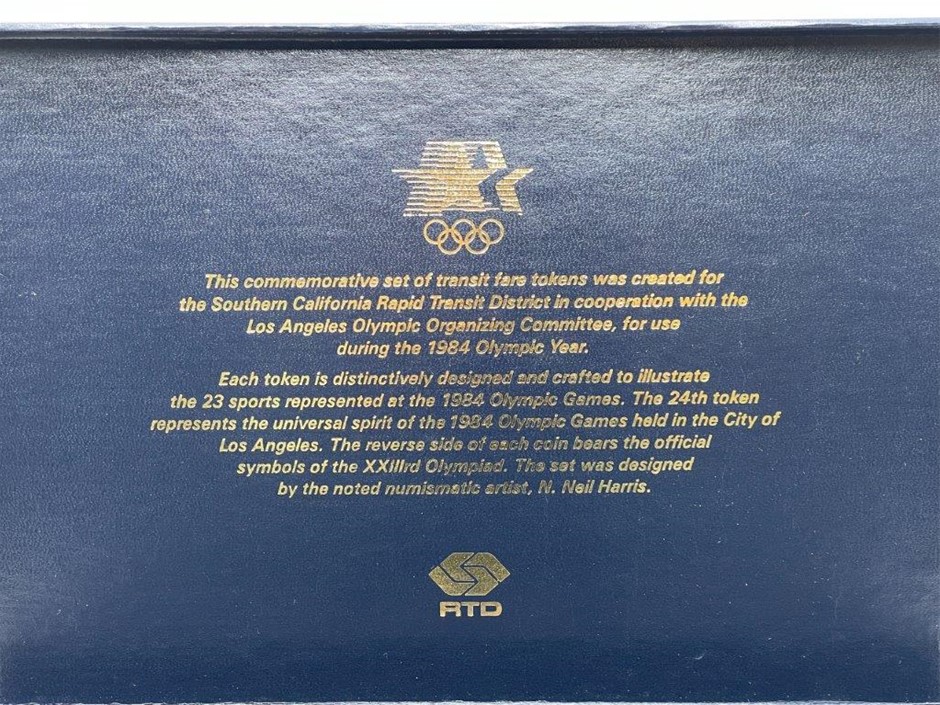 This commemorative set of transit fare tokens was created for
the Southern California Rapid Transit District in cooperation with the
Los Angeles Olympic Organizing Committee, for use
during the 1984 Olympic Year.
Each token is distinctively designed and crafted to illustrate
the 23 sports represented at the 1984 Olympic Games. The 24th token
represents the universal spirit of the 1984 Olympic Games held in the City of
Los Angeles. The reverse side of each coin bears the official
symbols of the XXIIIrd Olympiad. The set was designed
by the noted numismatic artist, N. Neil Harris.
RTD